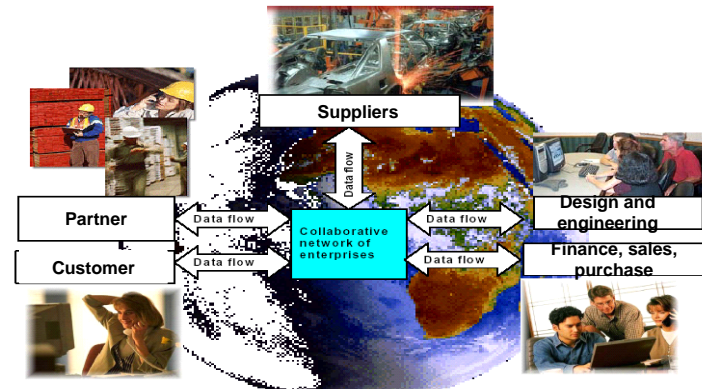 Suppliers
Data flow
Partner
Data flow
Data flow
Design and
engineering
Collaborative
network of
enterprises
Customer
Data flow
Data flow
Finance, sales,
purchase